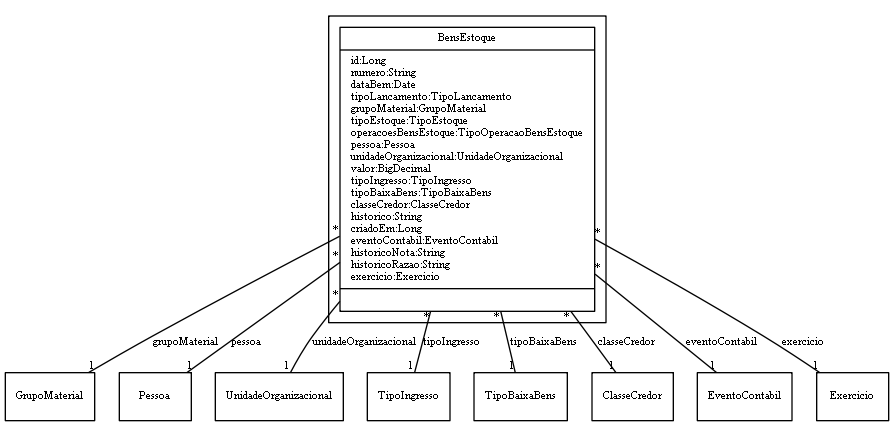 BensEstoque
id:Long
numero:String
dataBem:Date
tipoLancamento:TipoLancamento
grupoMaterial:GrupoMaterial
tipoEstoque:TipoEstoque
operacoesBensEstoque:TipoOperacaoBensEstoque
pessoa:Pessoa
unidadeOrganizacional:UnidadeOrganizacional
valor:BigDecimal
tipoIngresso:TipoIngresso
tipoBaixaBens:TipoBaixaBens
classeCredor:ClasseCredor
historico:String
criadoEm:Long
eventoContabil:EventoContabil
historicoNota:String
historicoRazao:String
exercicio:Exercicio
* *
* *
*
* * *
grupoMaterial pessoa unidadeOrganizacional tipoIngresso tipoBaixaBens classeCredor eventoContabil exercicio
1 1 1 1 1 1 1 1
GrupoMaterial Pessoa UnidadeOrganizacional TipoIngresso TipoBaixaBens ClasseCredor EventoContabil Exercicio